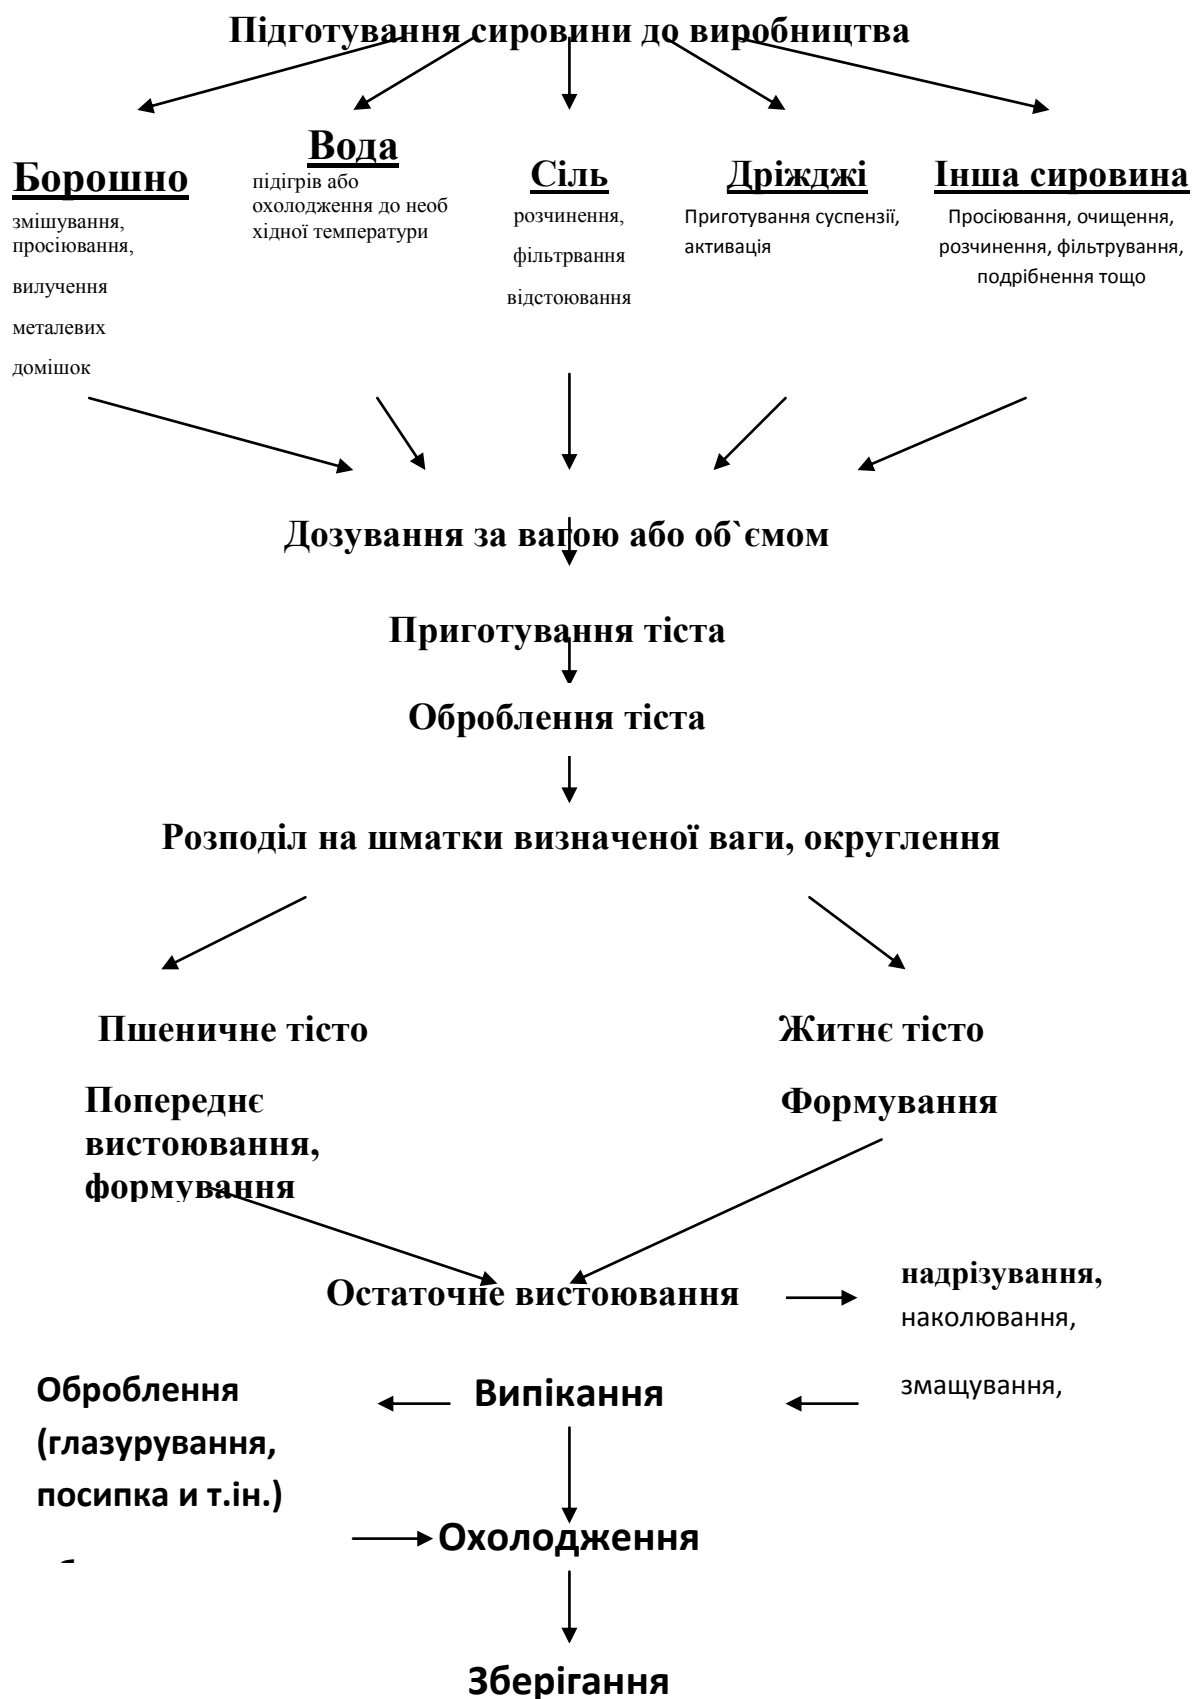 Підготування сировини до виробництва
Борошно
змішування,
просіювання,
вилучення
металевих
домішок
Вода
підігрів або
охолодження до необ
хідної температури
Сіль
розчинення,
фільтрвання
відстоювання
Дріжджі
Приготування суспензії,
активація
Інша сировина
Просіювання, очищення,
розчинення, фільтрування,
подрібнення тощо
Дозування за вагою або об`ємом
Приготування тіста
Оброблення тіста
Розподіл на шматки визначеної ваги, округлення
Пшеничне тісто
Попереднє
вистоювання,
формування
Житнє тісто
Формування
Остаточне вистоювання
надрізування,
наколювання,
змащування,
Випікання
Оброблення
(глазурування,
посипка и т.ін.)
Охолодження
Зберігання